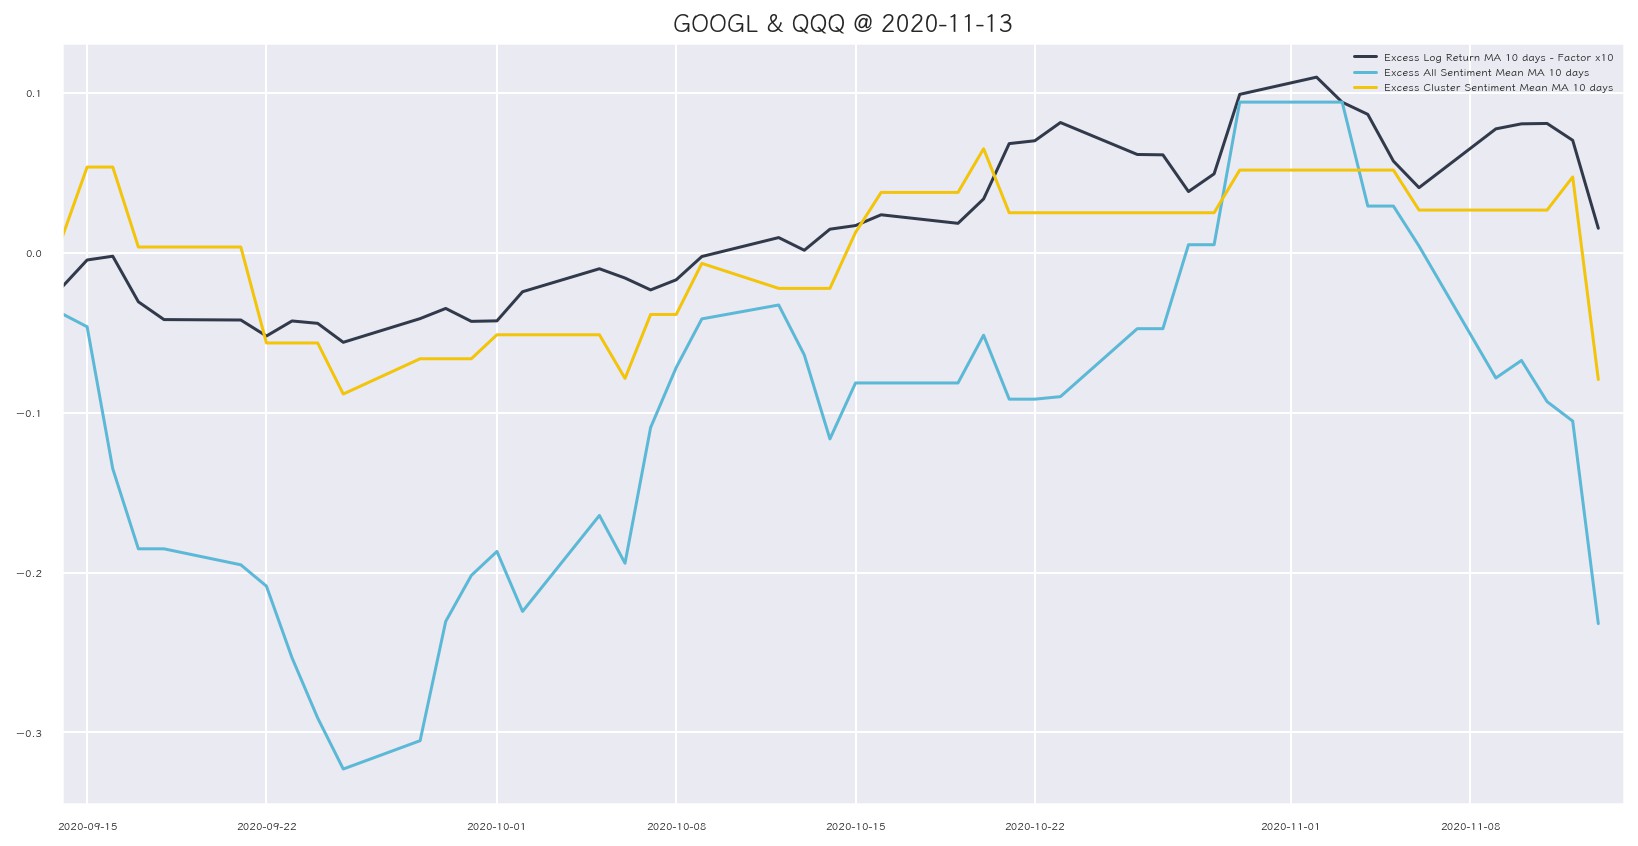 GOOGL & QQQ @ 2020-11-13
Excess Log Return MA 10 days - Factor x10
Excess All Sentiment Mean MA 10 days
Excess Cluster Sentiment Mean MA 10 days
0.1
0.0
−0.1
−0.2
−0.3
2020-09-15 2020-09-22 2020-10-01 2020-10-08 2020-10-15 2020-10-22 2020-11-01 2020-11-08